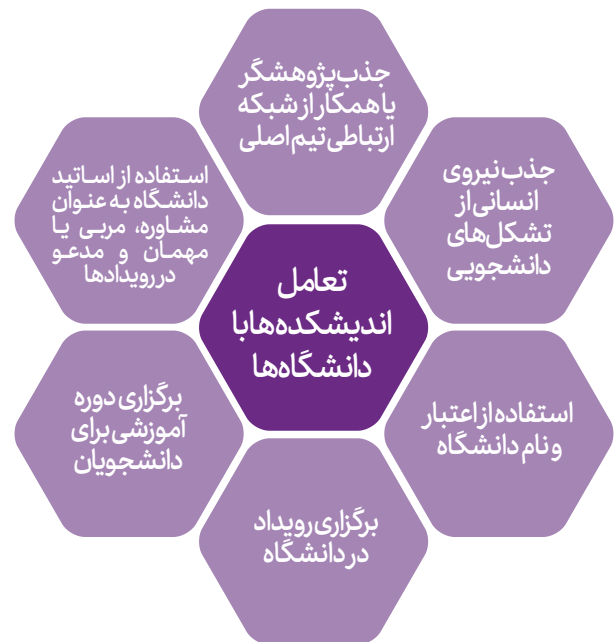 جذب پژوهشگر
یا همکار از شبکه
ارتباطی تیم اصلی
جذب نیروی
انسانی از
تشکل‌های
دانشجویی
استفاده از اساتید
دانشگاه به عنوان
مشاوره، مربی یا
مهمان و مدعو
در رویدادها
تعامل
اندیشکده‌ها با
دانشگاه‌ها
استفاده از اعتبار
و نام دانشگاه
برگزاری دوره
آموزشی برای
دانشجویان
برگزاری رویداد
در دانشگاه